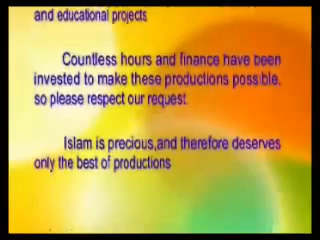 and educational projects
Countless hours and finance have been
invested to make these productions possible.
so please respect our request.
Islam is precious,and therefore deserves
only the best of productions